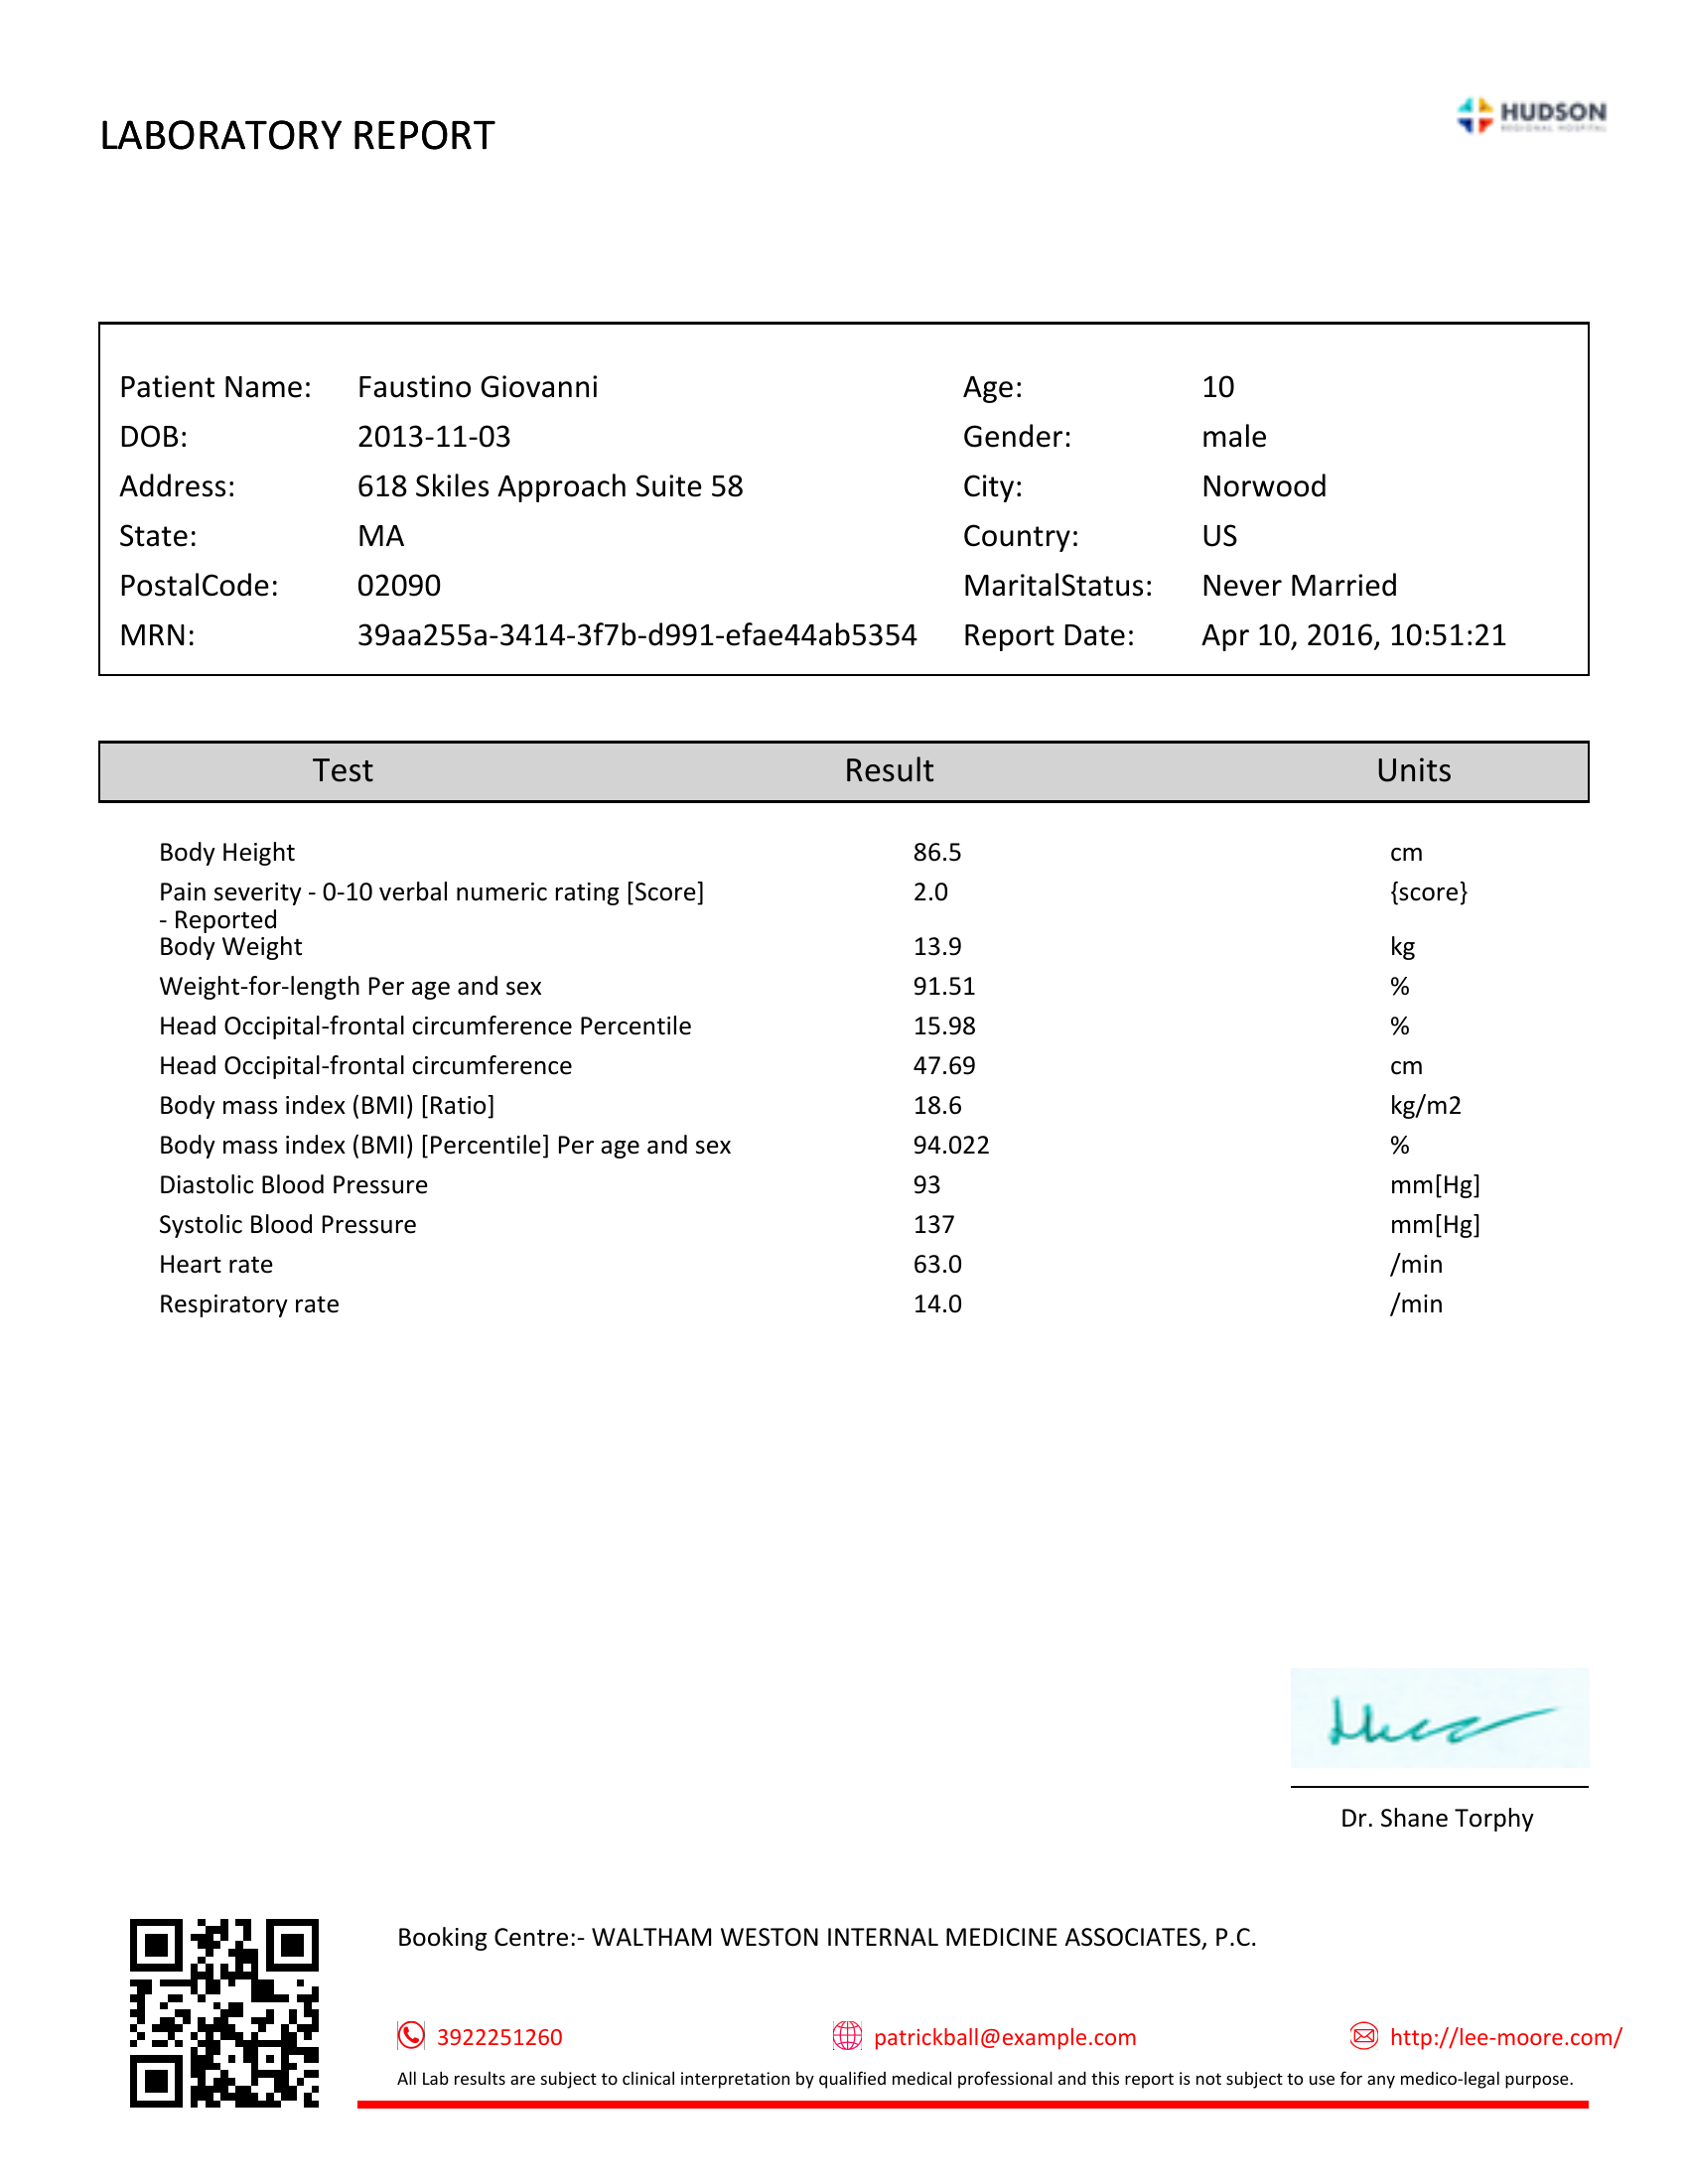 HUDSON
REGIONAL HOSPITAL
LABORATORY REPORT
Patient Name: Faustino Giovanni Age: 10
DOB: 2013-11-03 Gender: male
Address: 618 Skiles Approach Suite 58 City: Norwood
State: MA Country: US
PostalCode: 02090 MaritalStatus: Never Married
MRN: 39aa255a-3414-3f7b-d991-efae44ab5354 Report Date: Apr 10, 2016, 10:51:21
Test Result Units
Body Height 86.5 cm
Pain severity - 0-10 verbal numeric rating [Score] 2.0 {score}
- Reported
Body Weight 13.9 kg
Weight-for-length Per age and sex 91.51 %
Head Occipital-frontal circumference Percentile 15.98 %
Head Occipital-frontal circumference 47.69 cm
Body mass index (BMI) [Ratio] 18.6 kg/m2
Body mass index (BMI) [Percentile] Per age and sex 94.022 %
Diastolic Blood Pressure 93 mm[Hg]
Systolic Blood Pressure 137 mm[Hg]
Heart rate 63.0 /min
Respiratory rate 14.0 /min
Dr. Shane Torphy
Booking Centre:- WALTHAM WESTON INTERNAL MEDICINE ASSOCIATES, P.C.
3922251260 patrickball@example.com http://lee-moore.com/
All Lab results are subject to clinical interpretation by qualified medical professional and this report is not subject to use for any medico-legal purpose.